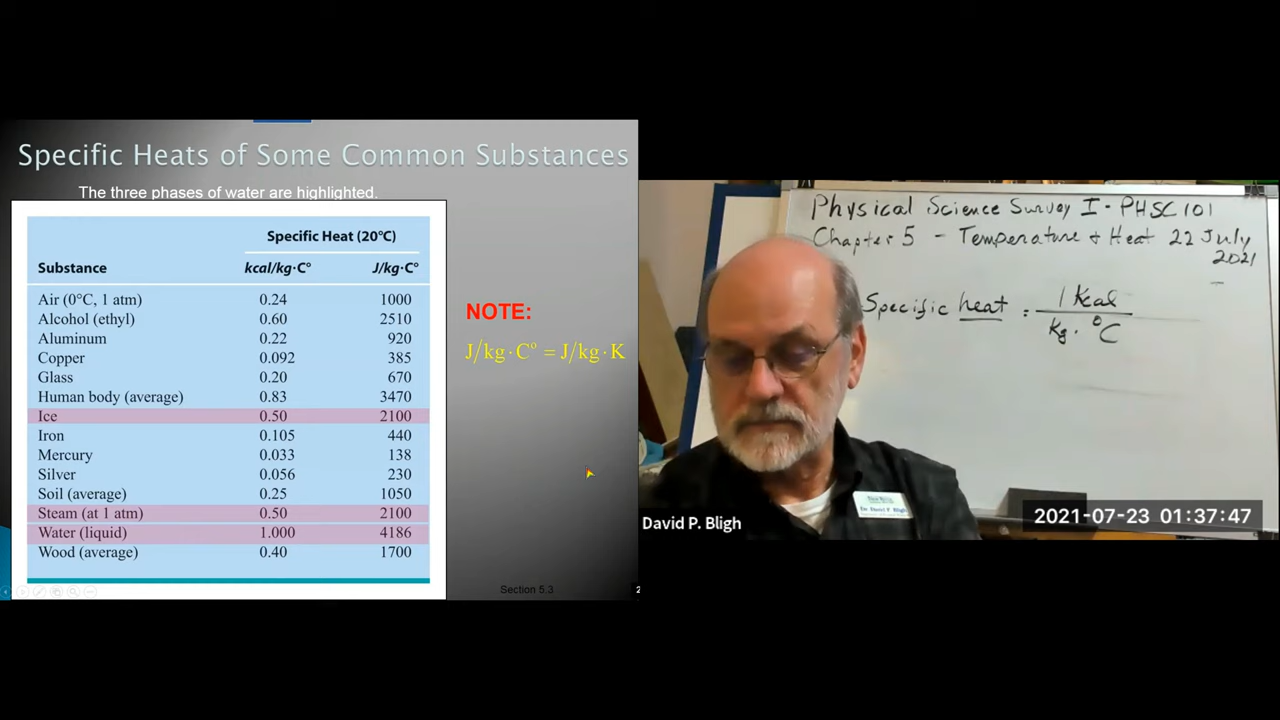 Specific Heats of Some Common Substances
The three phases of water are highlighted.
Specific Heat (20°C)
Substance kcal/kg·C° J/kg·C°
Air (0°C, 1 atm) 0.24 1000
Alcohol (ethyl) 0.60 2510
Aluminum 0.22 920
Copper 0.092 385
Glass 0.20 670
Human body (average) 0.83 3470
Ice 0.50 2100
Iron 0.105 440
Mercury 0.033 138
Silver 0.056 230
Soil (average) 0.25 1050
Steam (at 1 atm) 0.50 2100
Water (liquid) 1.000 4186
Wood (average) 0.40 1700
NOTE:
J/kg·C° = J/kg·K
Section 5.3
Physical Science Survey I - PHSC 101
Chapter 5 - Temperature + Heat 22 July
2021
Specific heat = 1 Kcal
kg · °C
David P. Bligh
2021-07-23 01:37:47